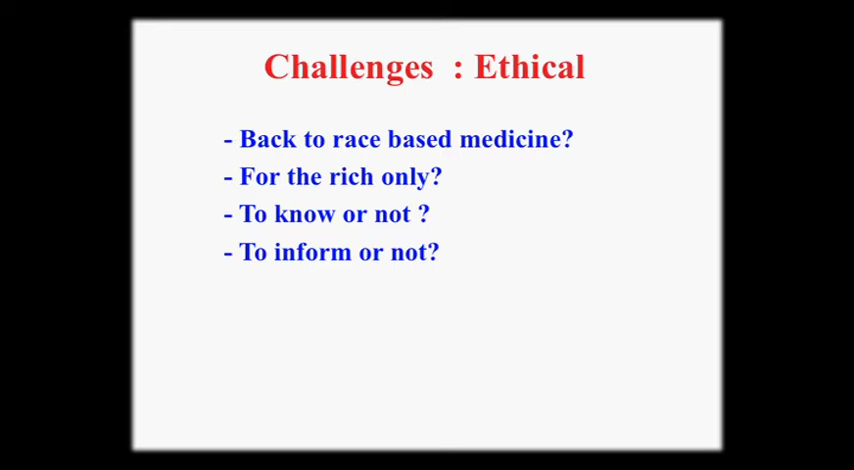 Challenges : Ethical
- Back to race based medicine?
- For the rich only?
- To know or not ?
- To inform or not?